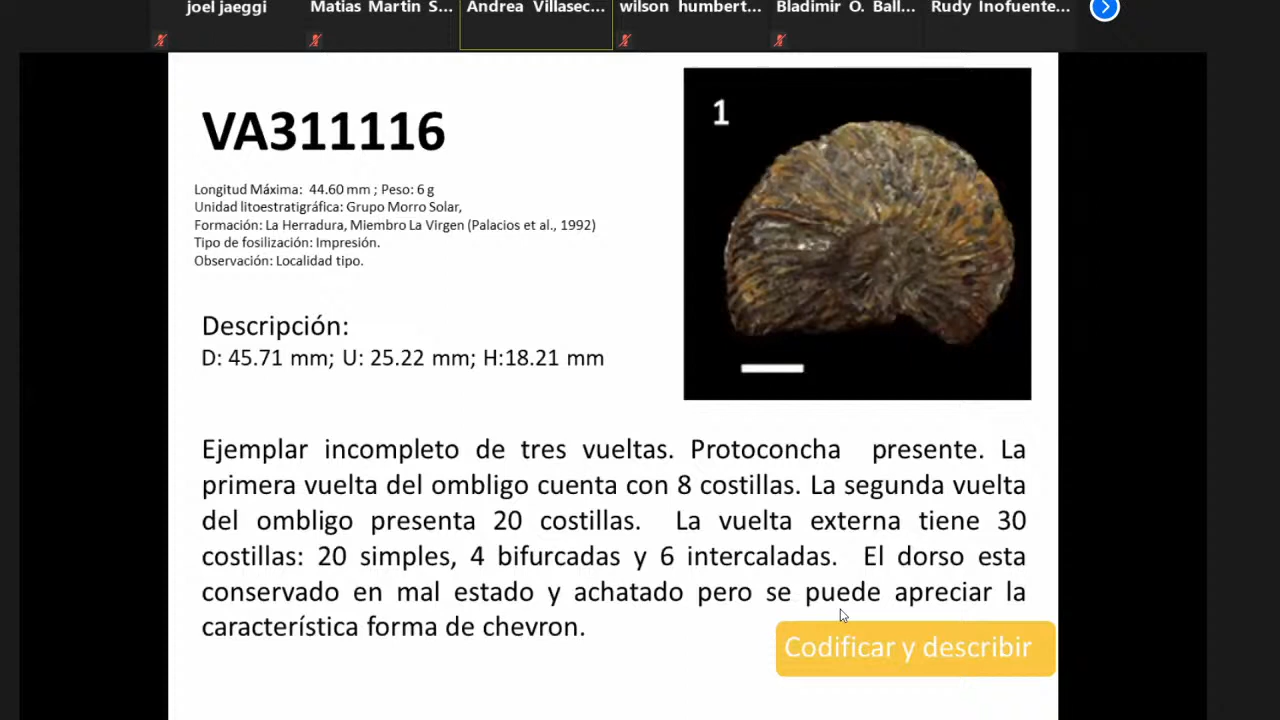 joel jaeggi
Matias Martin S...
Andrea Villasec...
wilson humbert...
Bladimir O. Ball...
Rudy Inofuente...
VA311116
1
Longitud Máxima: 44.60 mm ; Peso: 6 g
Unidad litoestratigráfica: Grupo Morro Solar,
Formación: La Herradura, Miembro La Virgen (Palacios et al., 1992)
Tipo de fosilización: Impresión.
Observación: Localidad tipo.
Descripción:
D: 45.71 mm; U: 25.22 mm; H:18.21 mm
Ejemplar incompleto de tres vueltas. Protoconcha presente. La
primera vuelta del ombligo cuenta con 8 costillas. La segunda vuelta
del ombligo presenta 20 costillas. La vuelta externa tiene 30
costillas: 20 simples, 4 bifurcadas y 6 intercaladas. El dorso esta
conservado en mal estado y achatado pero se puede apreciar la
característica forma de chevron.
Codificar y describir